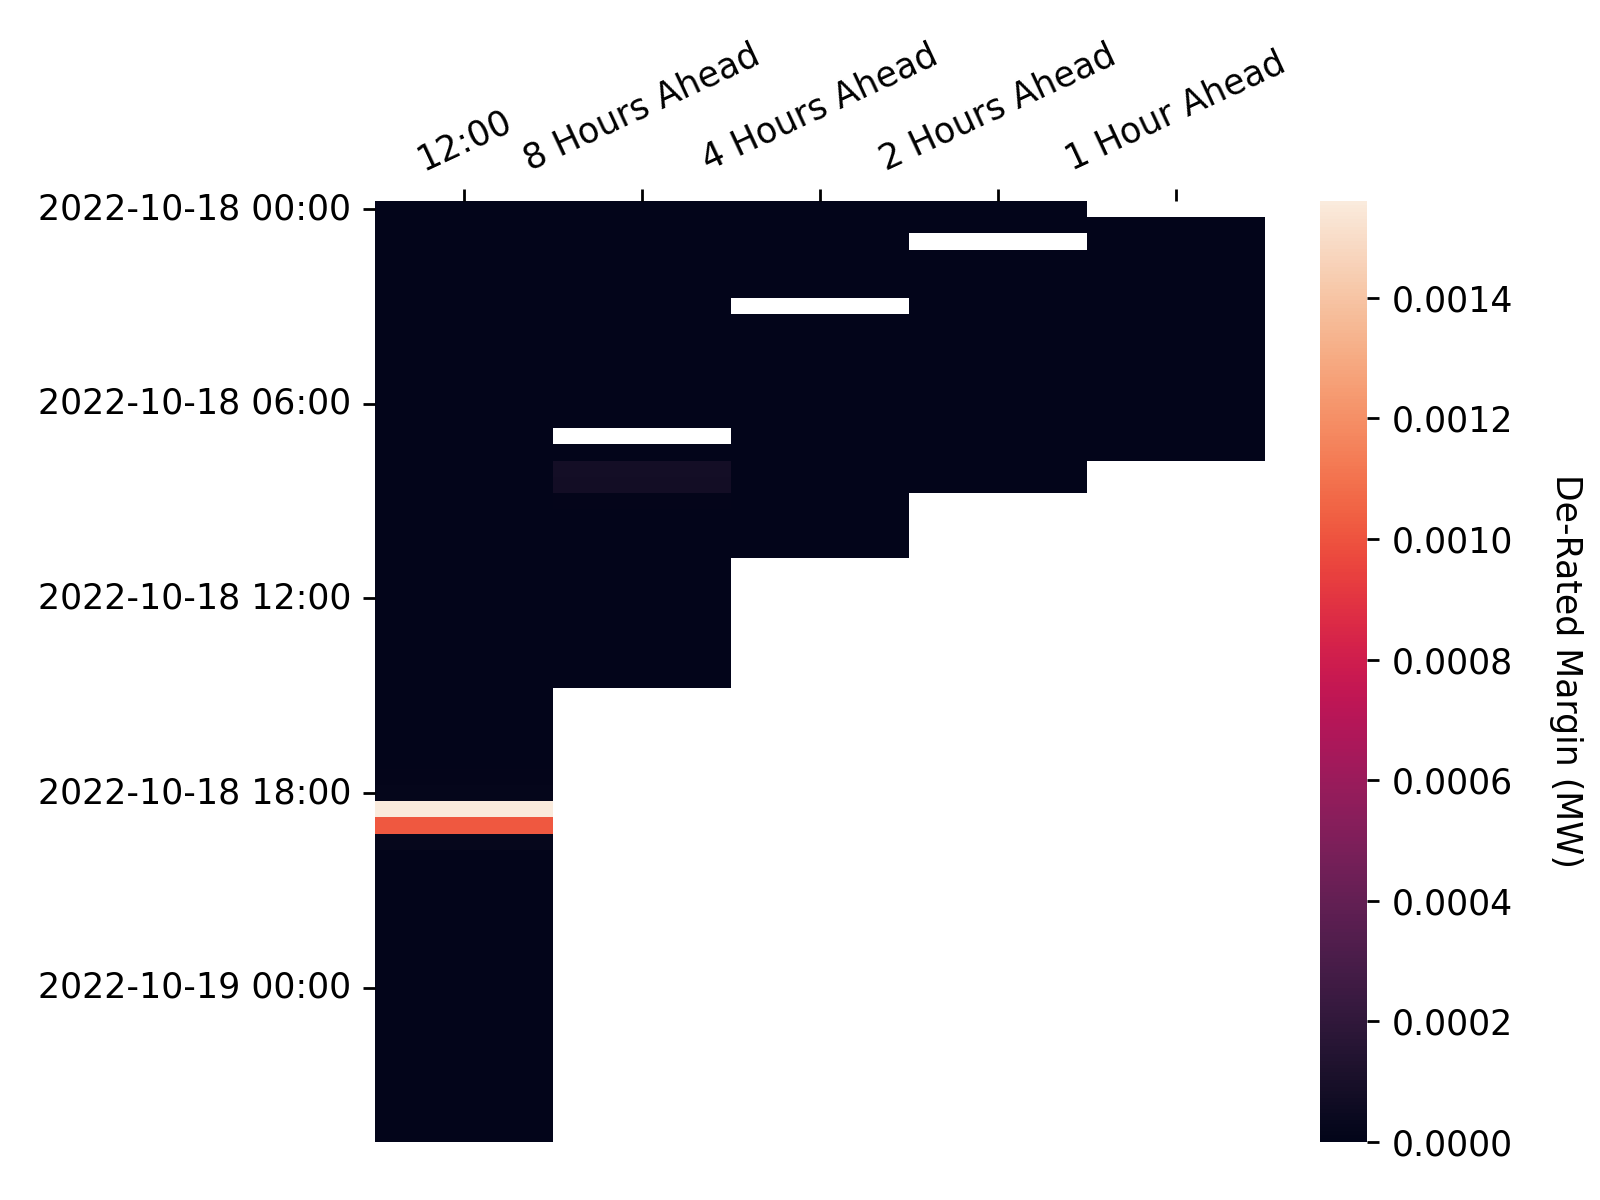 12:00
8 Hours Ahead
4 Hours Ahead
2 Hours Ahead
1 Hour Ahead
2022-10-18 00:00
2022-10-18 06:00
2022-10-18 12:00
2022-10-18 18:00
2022-10-19 00:00
0.0014
0.0012
0.0010
0.0008
0.0006
0.0004
0.0002
0.0000
De-Rated Margin (MW)